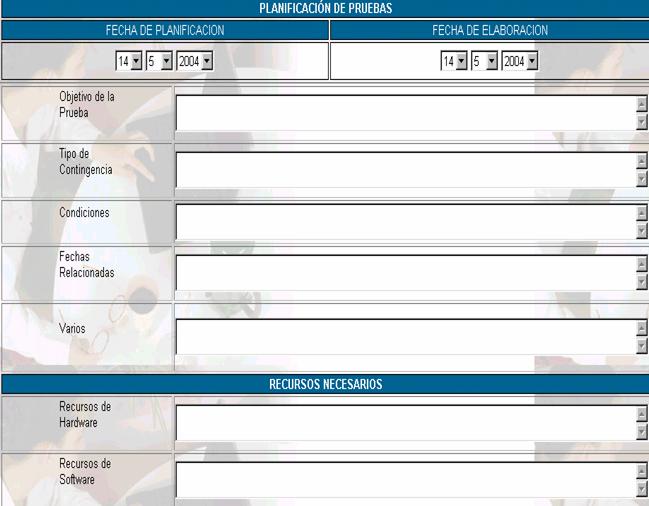 PLANIFICACIÓN DE PRUEBAS
FECHA DE PLANIFICACION
FECHA DE ELABORACION
14 5 2004
14 5 2004
Objetivo de la
Prueba
Tipo de
Contingencia
Condiciones
Fechas
Relacionadas
Varios
RECURSOS NECESARIOS
Recursos de
Hardware
Recursos de
Software